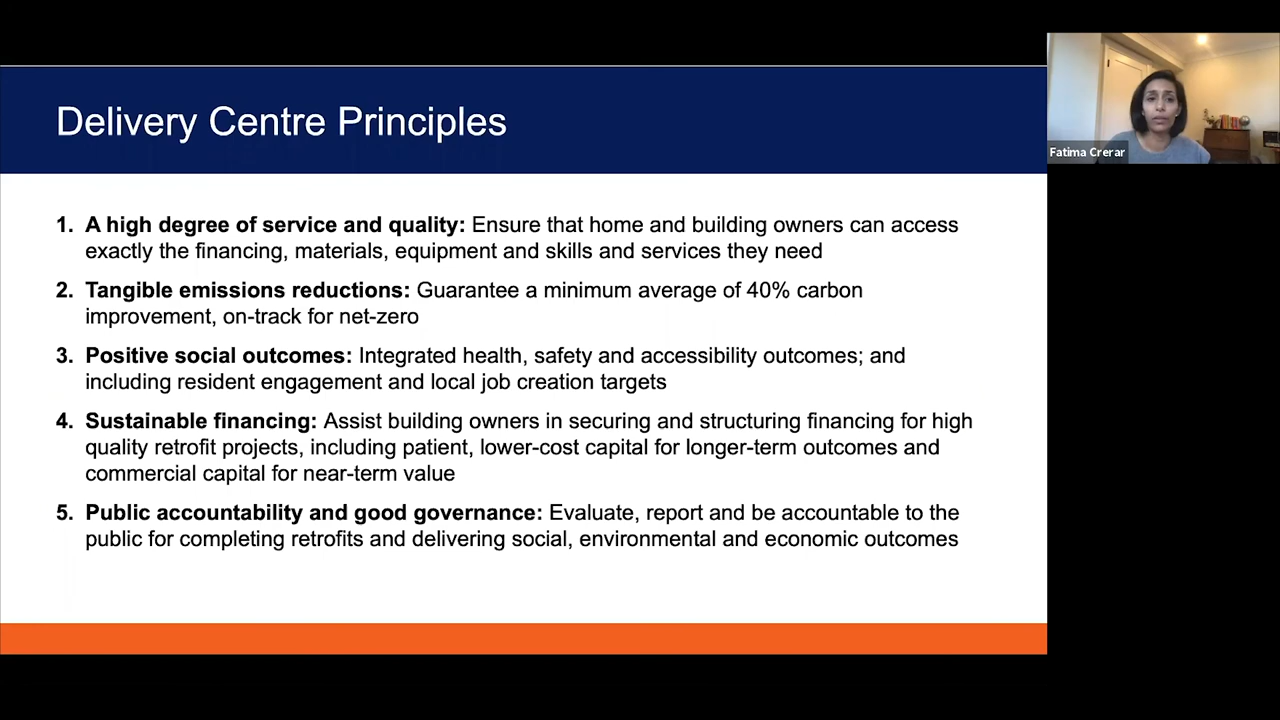 Delivery Centre Principles
Fatima Crerar
1. A high degree of service and quality: Ensure that home and building owners can access
exactly the financing, materials, equipment and skills and services they need
2. Tangible emissions reductions: Guarantee a minimum average of 40% carbon
improvement, on-track for net-zero
3. Positive social outcomes: Integrated health, safety and accessibility outcomes; and
including resident engagement and local job creation targets
4. Sustainable financing: Assist building owners in securing and structuring financing for high
quality retrofit projects, including patient, lower-cost capital for longer-term outcomes and
commercial capital for near-term value
5. Public accountability and good governance: Evaluate, report and be accountable to the
public for completing retrofits and delivering social, environmental and economic outcomes